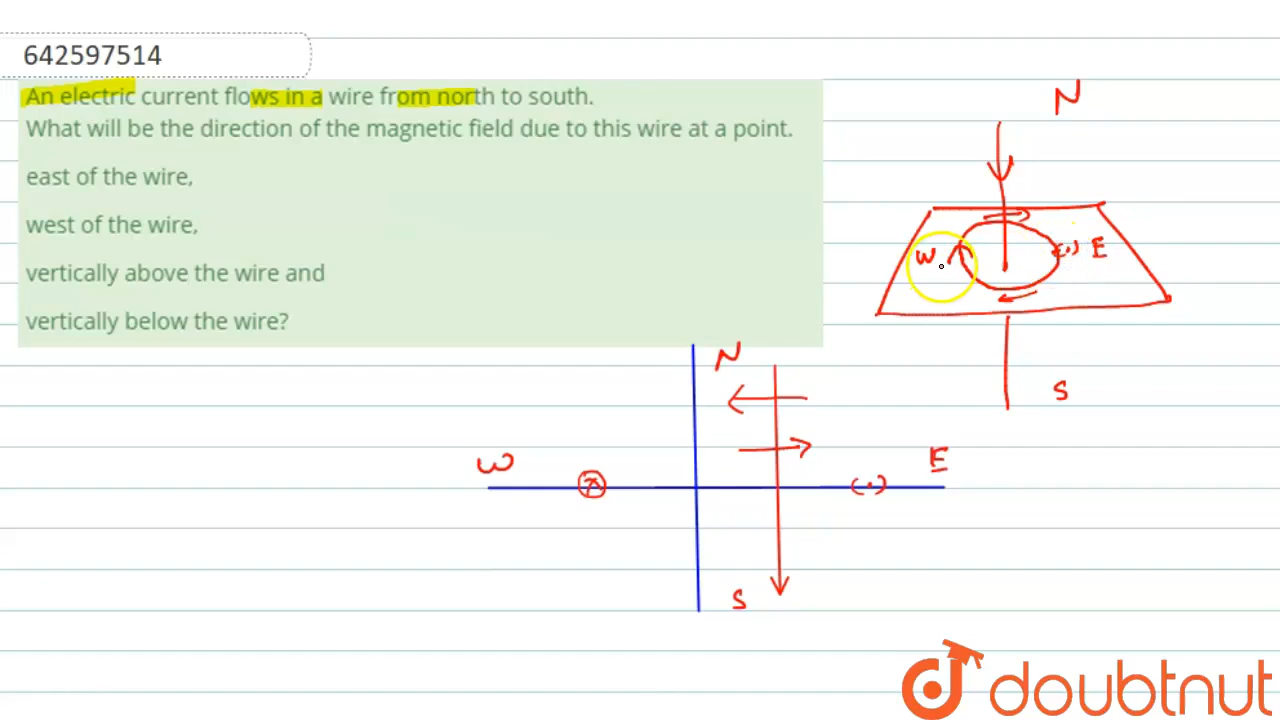 642597514
An electric current flows in a wire from north to south.
What will be the direction of the magnetic field due to this wire at a point.
east of the wire,
west of the wire,
vertically above the wire and
vertically below the wire?
N
W
(·) E
S
N
W
E
(·)
S
doubtnut